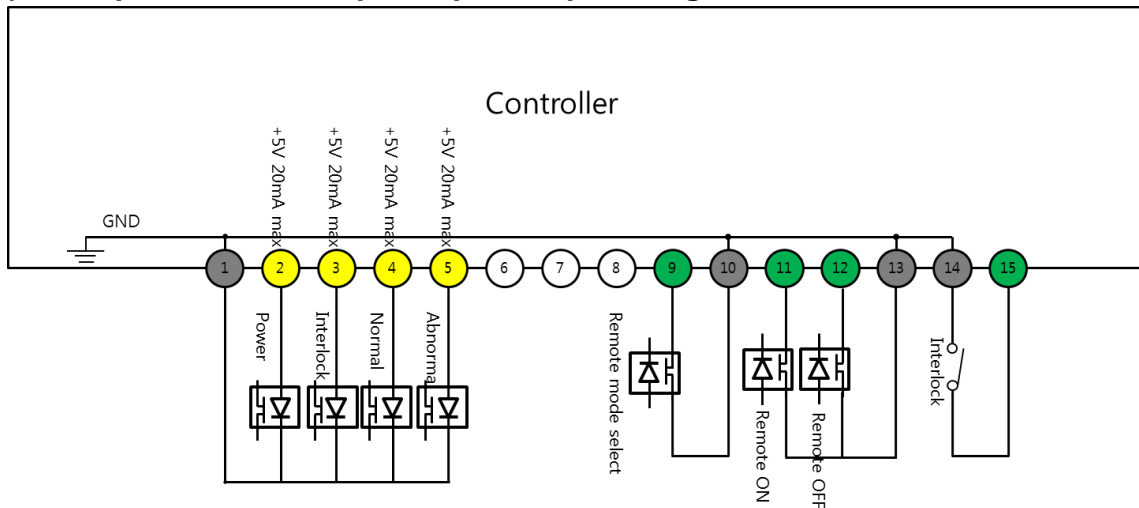 Controller
+5V 20mA max
+5V 20mA max
+5V 20mA max
+5V 20mA max
GND
1
2
3
4
5
6
7
8
9
10
11
12
13
14
15
Power
Interlock
Normal
Abnorma
Remote mode select
Remote ON
Remote OFF
Interlock